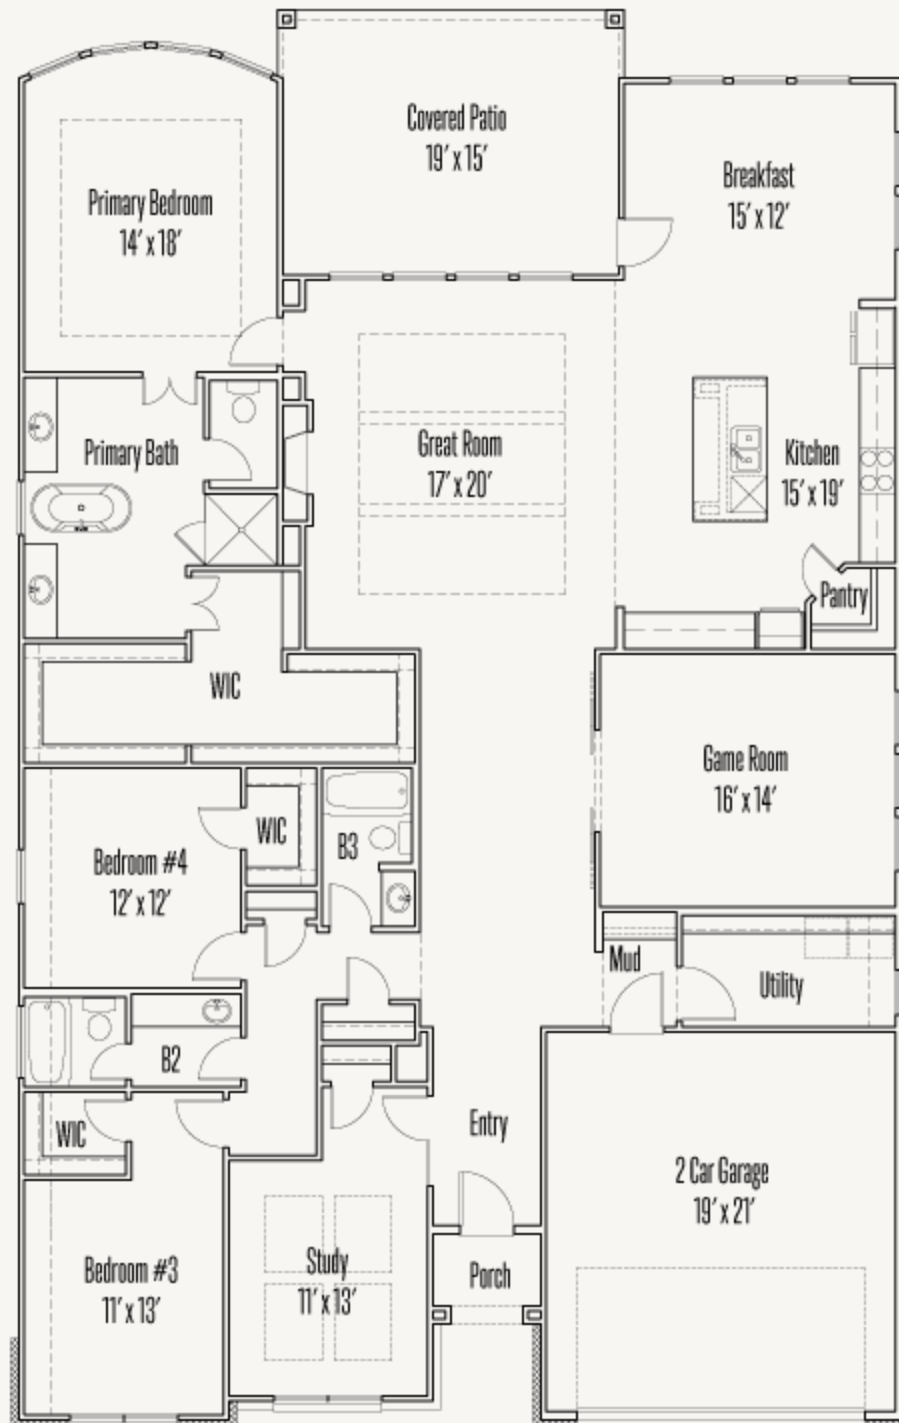 Covered Patio
19' x 15'
Breakfast
15' x 12'
Primary Bedroom
14' x 18'
Primary Bath
Great Room
17' x 20'
Kitchen
15' x 19'
Pantry
WIC
Game Room
16' x 14'
WIC
B3
Bedroom #4
12' x 12'
Mud
Utility
B2
WIC
Entry
2 Car Garage
19' x 21'
Bedroom #3
11' x 13'
Study
11' x 13'
Porch